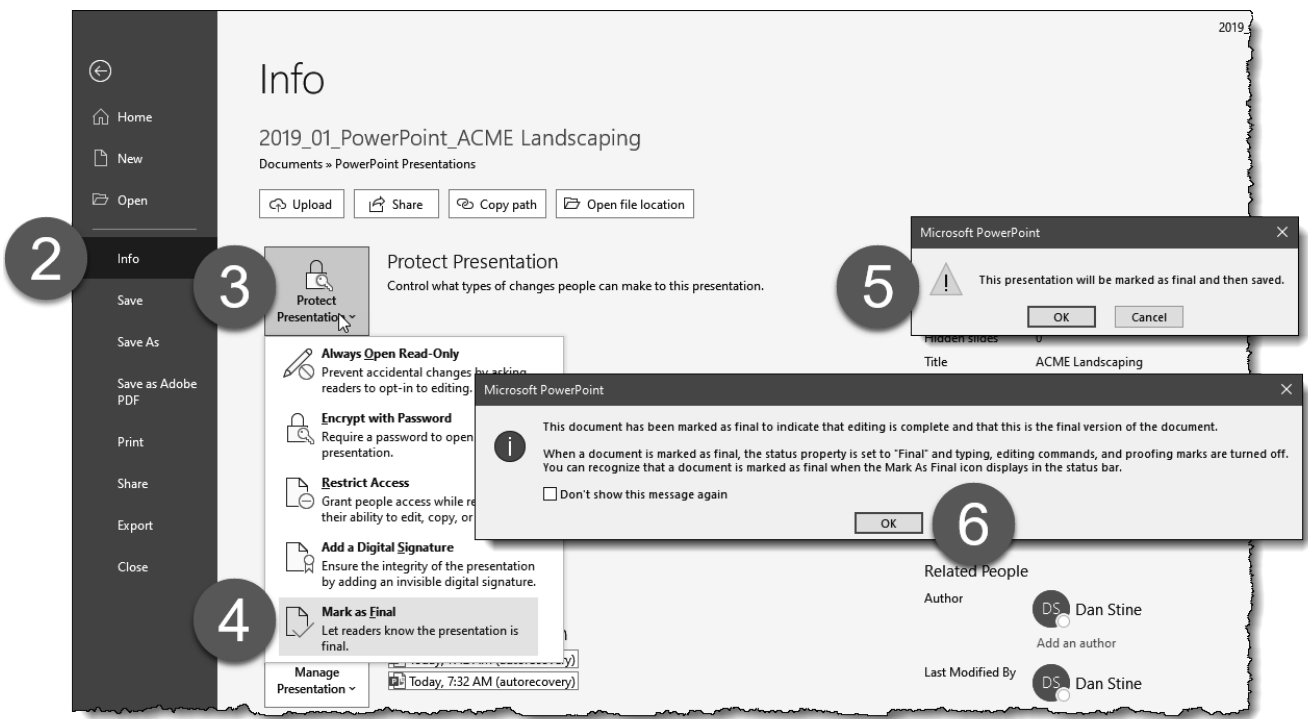 2019_
Info
Home
2019_01_PowerPoint_ACME Landscaping
New
Documents » PowerPoint Presentations
Open
Upload
Share
Copy path
Open file location
2
Info
3
Protect
Presentation
Protect Presentation
Control what types of changes people can make to this presentation.
5
Microsoft PowerPoint
This presentation will be marked as final and then saved.
OK
Cancel
Hidden slides 0
Title ACME Landscaping
Save
Save As
Save as Adobe
PDF
Print
Share
Export
Close
Always Open Read-Only
Prevent accidental changes by asking
readers to opt-in to editing.
Encrypt with Password
Require a password to open
presentation.
Restrict Access
Grant people access while re
their ability to edit, copy, or
Add a Digital Signature
Ensure the integrity of the presentation
by adding an invisible digital signature.
4
Mark as Final
Let readers know the presentation is
final.
Microsoft PowerPoint
This document has been marked as final to indicate that editing is complete and that this is the final version of the document.
When a document is marked as final, the status property is set to "Final" and typing, editing commands, and proofing marks are turned off.
You can recognize that a document is marked as final when the Mark As Final icon displays in the status bar.
Don't show this message again
OK
6
Manage
Presentation
Today, 7:32 AM (autorecovery)
Related People
Author
DS Dan Stine
Add an author
Last Modified By
DS Dan Stine